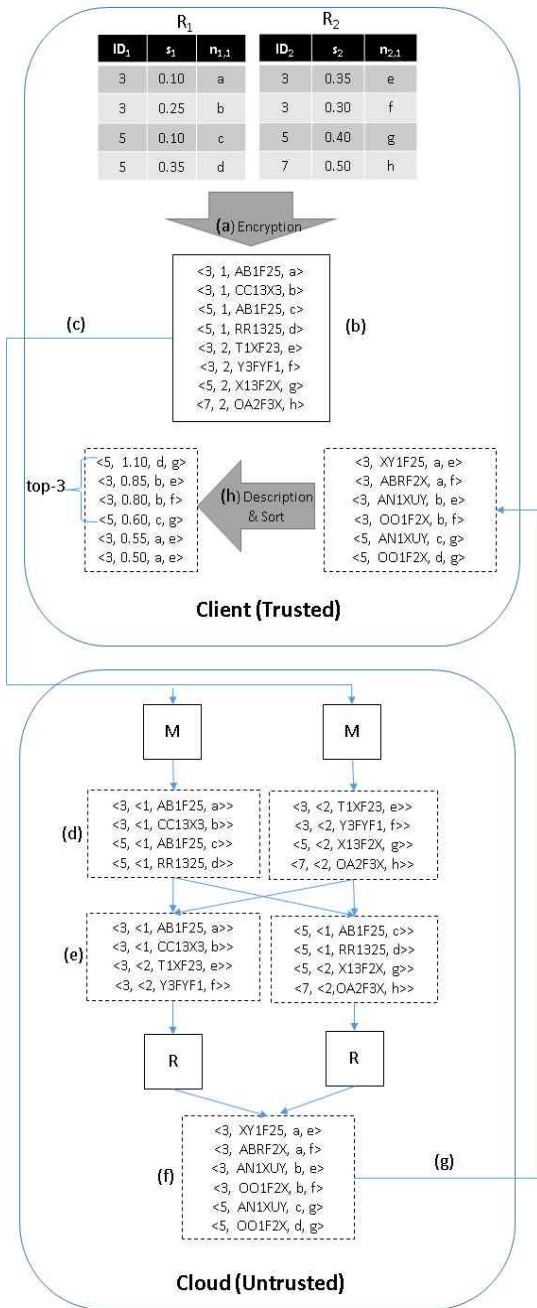 R1 R2
ID1 s1 n1,1 ID2 s2 n2,1
3 0.10 a 3 0.35 e
3 0.25 b 3 0.30 f
5 0.10 c 5 0.40 g
5 0.35 d 7 0.50 h
(a) Encryption
<3, 1, AB1F25, a>
<3, 1, CC13X3, b>
<5, 1, AB1F25, c>
<5, 1, RR1325, d>
<3, 2, T1XF23, e>
<3, 2, Y3FYF1, f>
<5, 2, X13F2X, g>
<7, 2, OA2F3X, h>
(b)
(c)
top-3
<5, 1.10, d, g>
<3, 0.85, b, e>
<3, 0.80, b, f>
<5, 0.60, c, g>
<3, 0.55, a, e>
<3, 0.50, a, e>
(h) Description
& Sort
<3, XY1F25, a, e>
<3, ABRF2X, a, f>
<3, AN1XUY, b, e>
<3, OO1F2X, b, f>
<5, AN1XUY, c, g>
<5, OO1F2X, d, g>
Client (Trusted)
M M
(d)
<3, <1, AB1F25, a>>
<3, <1, CC13X3, b>>
<5, <1, AB1F25, c>>
<5, <1, RR1325, d>>
<3, <2, T1XF23, e>>
<3, <2, Y3FYF1, f>>
<5, <2, X13F2X, g>>
<7, <2, OA2F3X, h>>
(e)
<3, <1, AB1F25, a>>
<3, <1, CC13X3, b>>
<3, <2, T1XF23, e>>
<3, <2, Y3FYF1, f>>
<5, <1, AB1F25, c>>
<5, <1, RR1325, d>>
<5, <2, X13F2X, g>>
<7, <2,OA2F3X, h>>
R R
(f)
<3, XY1F25, a, e>
<3, ABRF2X, a, f>
<3, AN1XUY, b, e>
<3, OO1F2X, b, f>
<5, AN1XUY, c, g>
<5, OO1F2X, d, g>
(g)
Cloud (Untrusted)